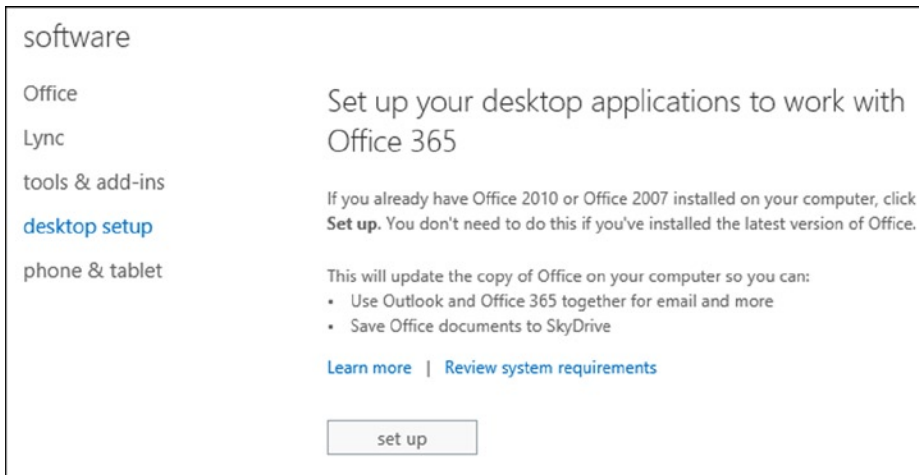 software
Office
Lync
tools & add-ins
desktop setup
phone & tablet
Set up your desktop applications to work with
Office 365
If you already have Office 2010 or Office 2007 installed on your computer, click
Set up. You don't need to do this if you've installed the latest version of Office.
This will update the copy of Office on your computer so you can:
• Use Outlook and Office 365 together for email and more
• Save Office documents to SkyDrive
Learn more | Review system requirements
set up